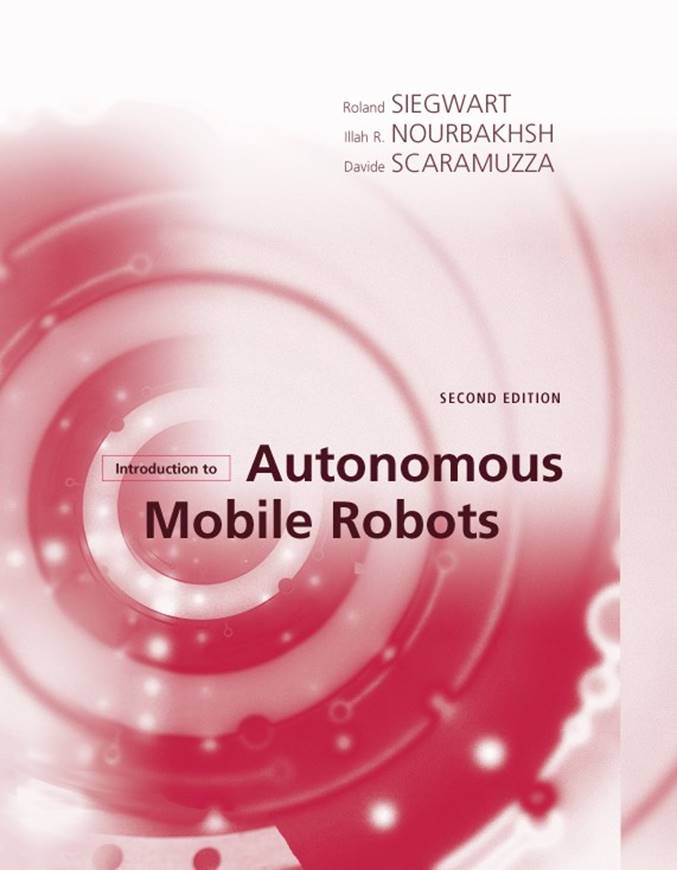 Roland SIEGWART
Illah R. NOURBAKHSH
Davide SCARAMUZZA
SECOND EDITION
Introduction to Autonomous
Mobile Robots